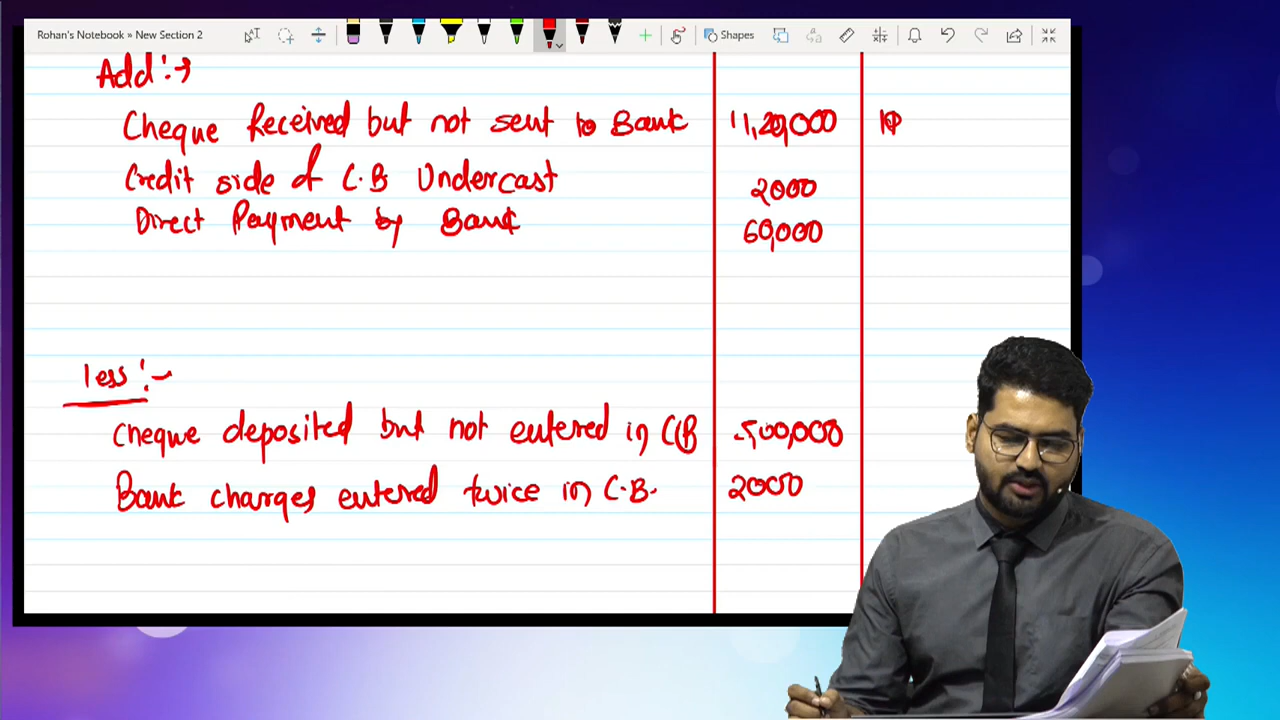 Rohan's Notebook » New Section 2
Shapes
Add :→
Cheque Received but not sent to Bank 11,20,000
Credit side of C.B Undercast 2000
Direct Payment by Bank 60,000
less :-
Cheque deposited but not entered in CB 500,000
Bank charges entered twice in C.B. 2000